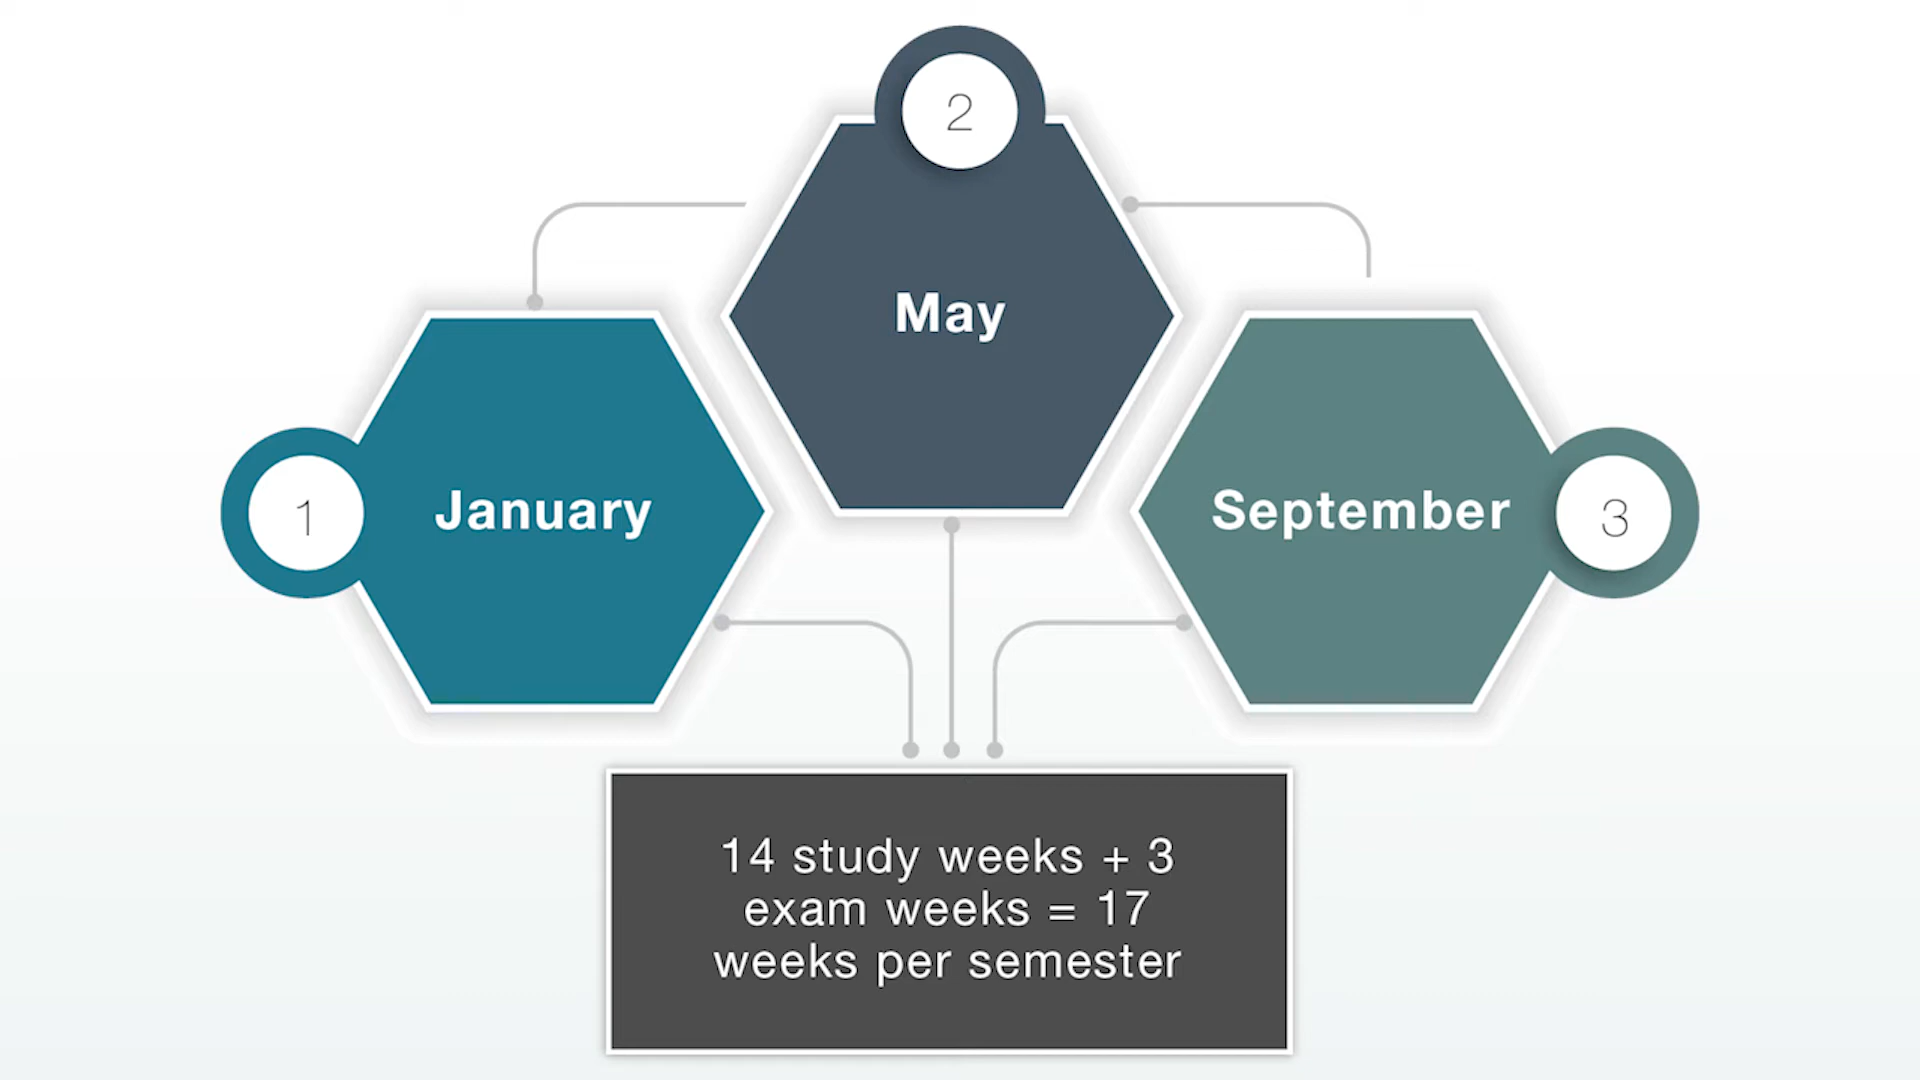 2
May
1
January
September
3
14 study weeks + 3
exam weeks = 17
weeks per semester